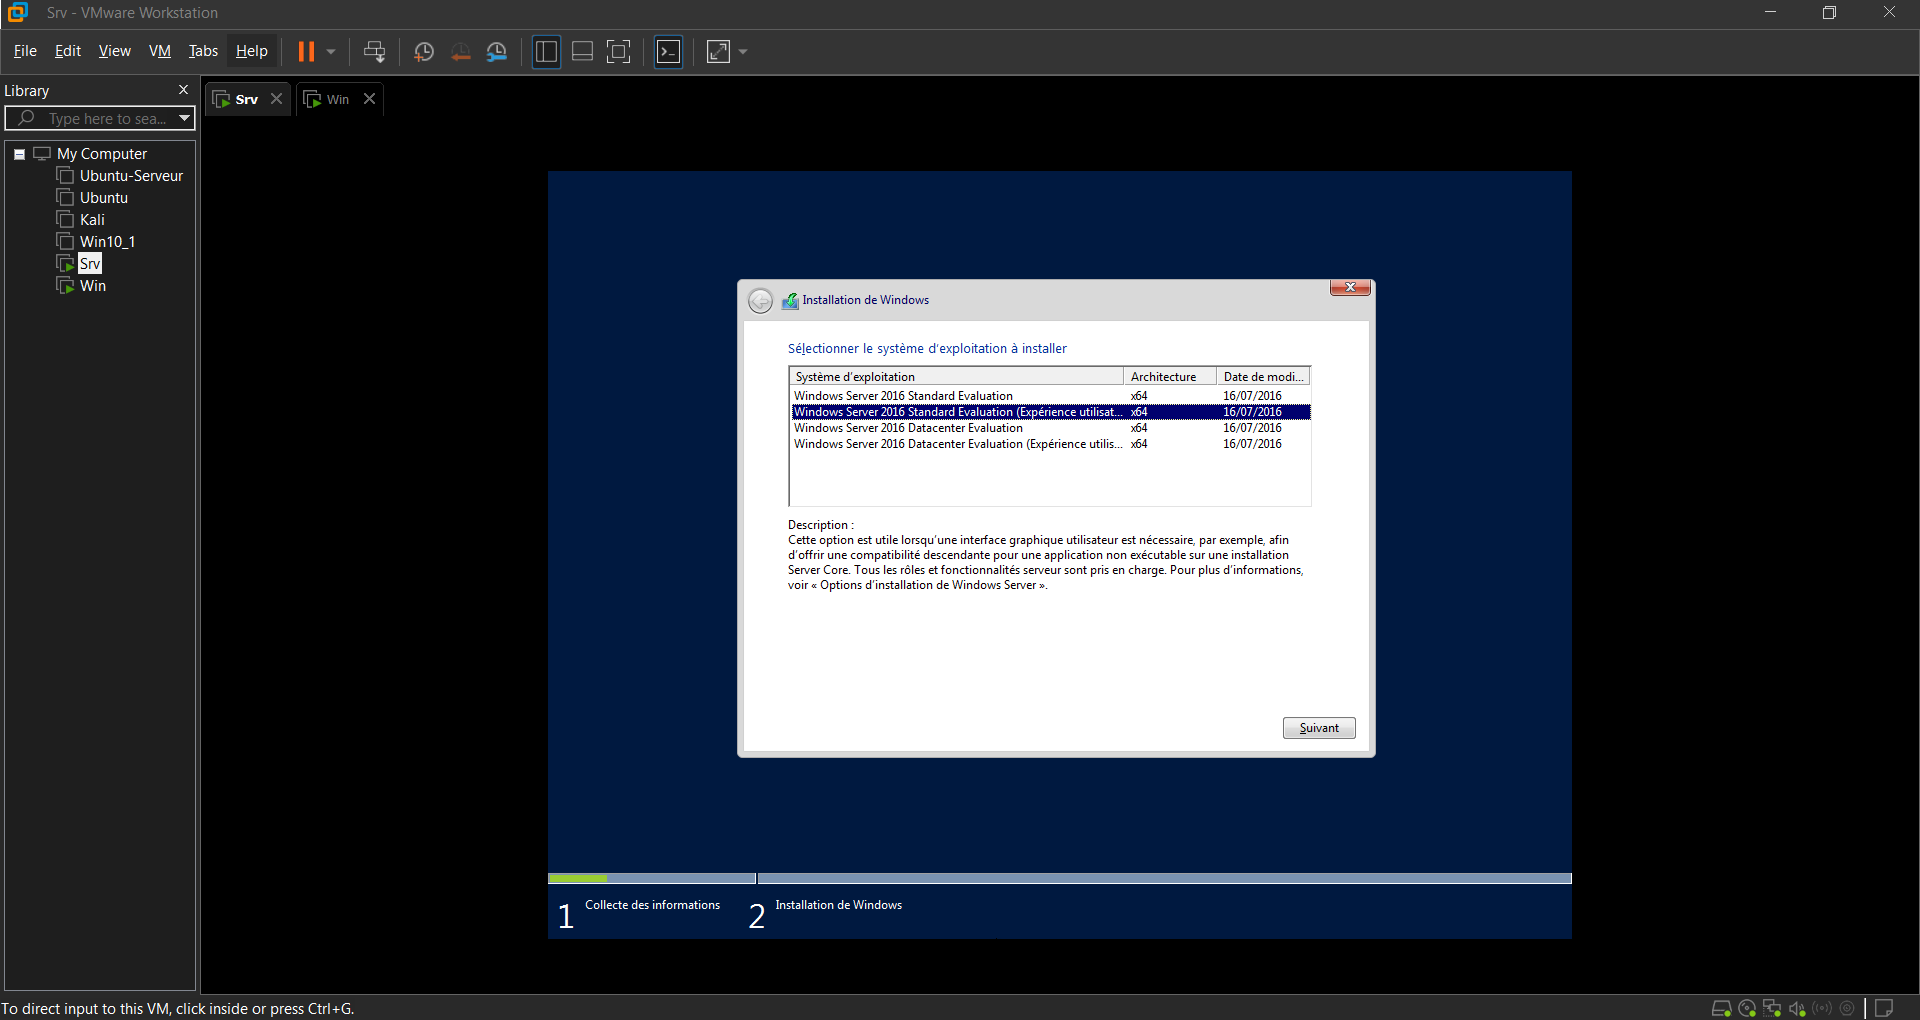 Srv - VMware Workstation
File Edit View VM Tabs Help
Library
Srv Win
Type here to sea...
My Computer
Ubuntu-Serveur
Ubuntu
Kali
Win10_1
Srv
Win
Installation de Windows
Sélectionner le système d'exploitation à installer
Système d'exploitation Architecture Date de modi...
Windows Server 2016 Standard Evaluation x64 16/07/2016
Windows Server 2016 Standard Evaluation (Expérience utilisat... x64 16/07/2016
Windows Server 2016 Datacenter Evaluation x64 16/07/2016
Windows Server 2016 Datacenter Evaluation (Expérience utilis... x64 16/07/2016
Description :
Cette option est utile lorsqu'une interface graphique utilisateur est nécessaire, par exemple, afin
d'offrir une compatibilité descendante pour une application non exécutable sur une installation
Server Core. Tous les rôles et fonctionnalités serveur sont pris en charge. Pour plus d'informations,
voir « Options d'installation de Windows Server ».
Suivant
1 Collecte des informations 2 Installation de Windows
To direct input to this VM, click inside or press Ctrl+G.